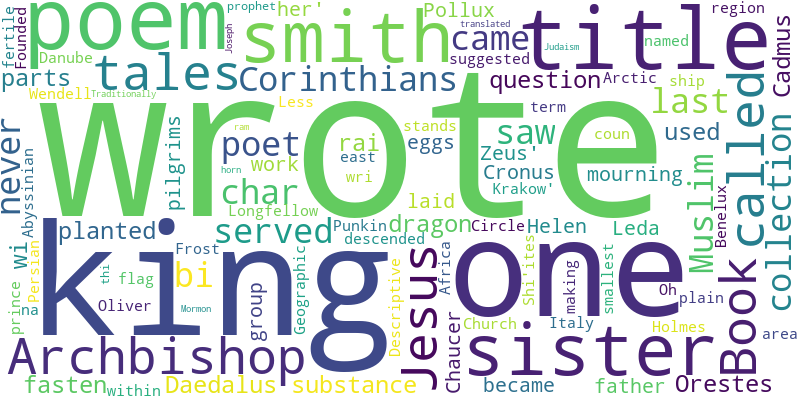 prophet
translated
fertile
Founded
poem
smith
her'
Pollux
came
title
region
named
Cadmus
Danube
parts
tales
Corinthians
suggested
Judaism
Arctic
ship
Joseph
Wendell
Traditionally
Less
question
last
wrote
never
Abyssinian
pilgrims
ram
poet
rai
stands
eggs
saw
term
coun
used
called
collection
horn
work
east
wri
Zeus'
Cronus
Krakow'
mourning
Muslim
Benelux
char
Longfellow
laid
dragon
planted
served
Punkin
descended
Circle
Helen
Leda
wi
Persian
king
Frost
Geographic
Jesus
Africa
one
Book
thi
flag
bi
group
Descriptive
Shi'ites
making
smallest
Oh
plain
prince
na
Oliver
Mormon
Archbishop
Chaucer
Church
sister
Italy
Holmes
area
fasten
within
Daedalus
substance
became
father
Orestes